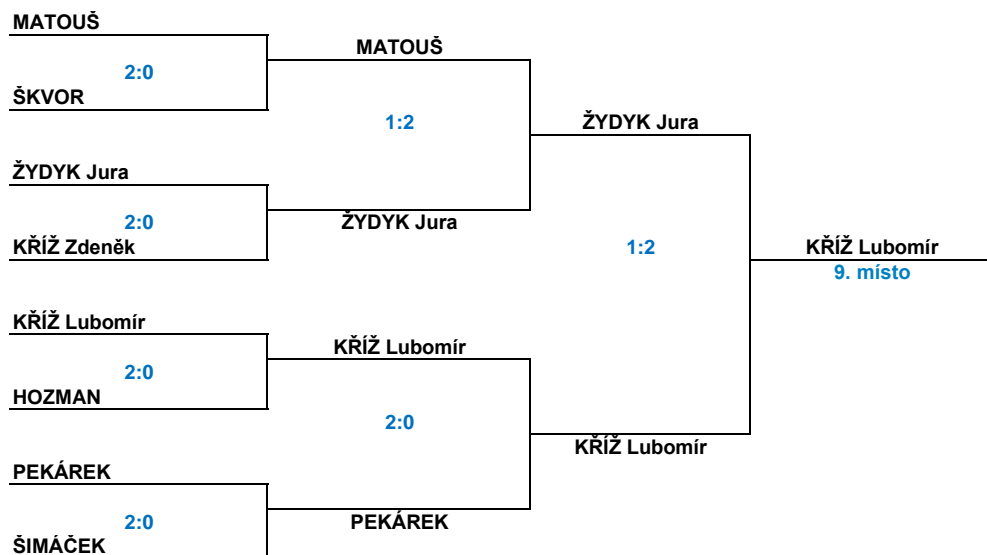 MATOUŠ
MATOUŠ
2:0
ŠKVOR
1:2
ŽYDYK Jura
ŽYDYK Jura
2:0
ŽYDYK Jura
KŘÍŽ Zdeněk
1:2
KŘÍŽ Lubomír
9. místo
KŘÍŽ Lubomír
KŘÍŽ Lubomír
2:0
HOZMAN
2:0
KŘÍŽ Lubomír
PEKÁREK
2:0
PEKÁREK
ŠIMÁČEK